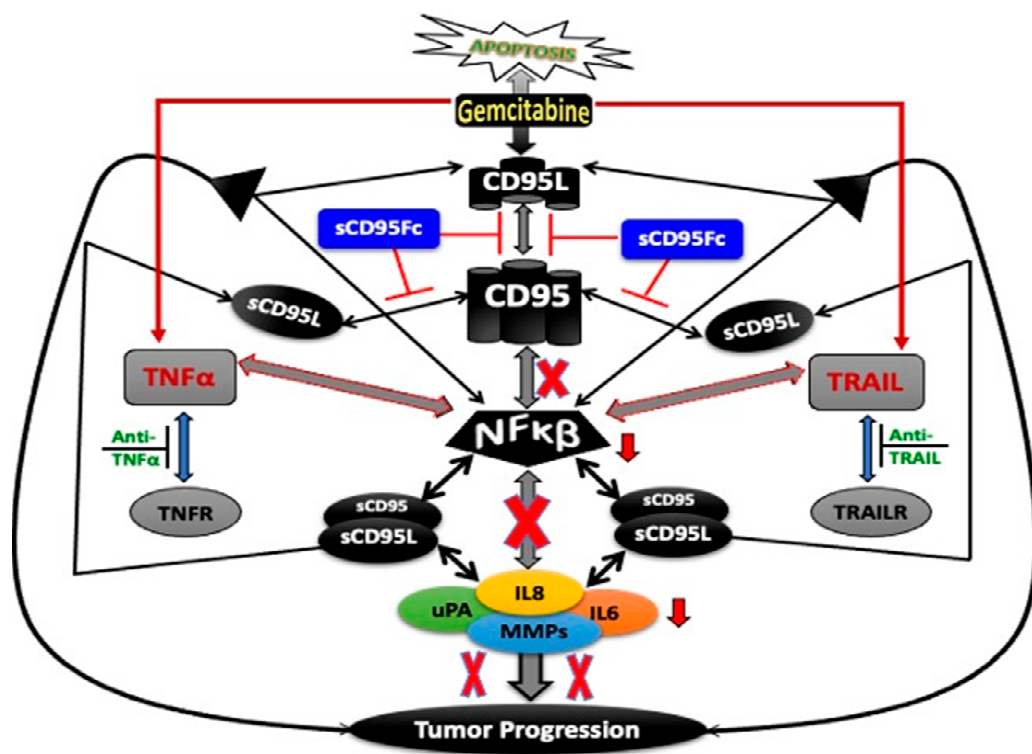 APOPTOSIS
Gemcitabine
CD95L
sCD95Fc
sCD95Fc
CD95
sCD95L
sCD95L
TNFα
TRAIL
NFκβ
Anti-
TNFα
Anti-
TRAIL
TNFR
TRAILR
sCD95
sCD95L
sCD95
sCD95L
IL8
uPA
IL6
MMPs
Tumor Progression